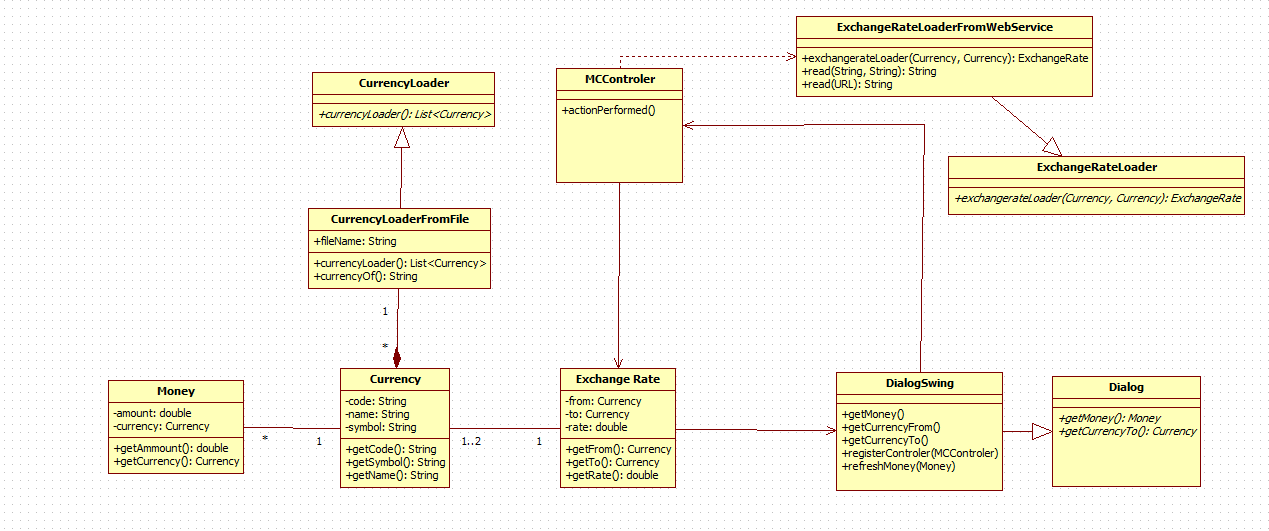 ExchangeRateLoaderFromWebService
+exchangerateLoader(Currency, Currency): ExchangeRate
+read(String, String): String
+read(URL): String
CurrencyLoader
+currencyLoader(): List<Currency>
MCControler
+actionPerformed()
ExchangeRateLoader
+exchangerateLoader(Currency, Currency): ExchangeRate
CurrencyLoaderFromFile
+fileName: String
+currencyLoader(): List<Currency>
+currencyOf(): String
1
*
Money
-amount: double
-currency: Currency
+getAmmount(): double
+getCurrency(): Currency
*
1
Currency
-code: String
-name: String
-symbol: String
+getCode(): String
+getSymbol(): String
+getName(): String
1..2
1
Exchange Rate
-from: Currency
-to: Currency
-rate: double
+getFrom(): Currency
+getTo(): Currency
+getRate(): double
DialogSwing
+getMoney()
+getCurrencyFrom()
+getCurrencyTo()
+registerControler(MCControler)
+refreshMoney(Money)
Dialog
+getMoney(): Money
+getCurrencyTo(): Currency